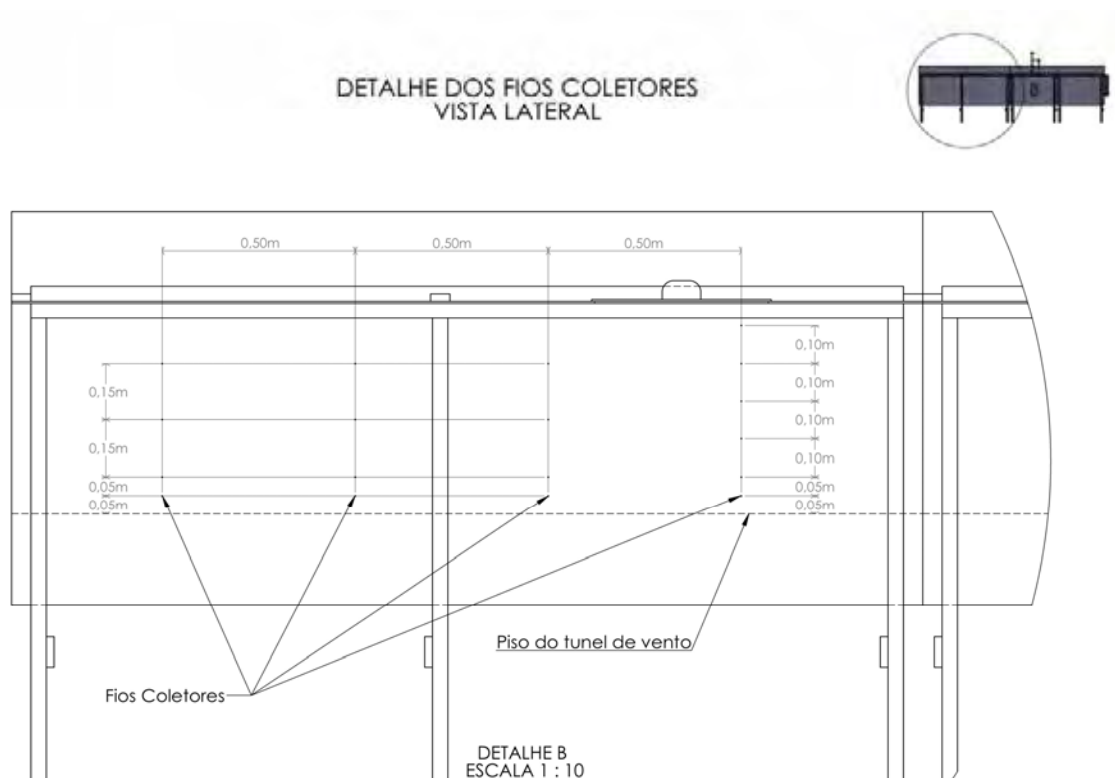 DETALHE DOS FIOS COLETORES
VISTA LATERAL
B
0,50m
0,50m
0,50m
0,10m
0,10m
0,10m
0,10m
0,05m
0,05m
0,15m
0,15m
0,05m
0,05m
Piso do tunel de vento
Fios Coletores
DETALHE B
ESCALA 1 : 10